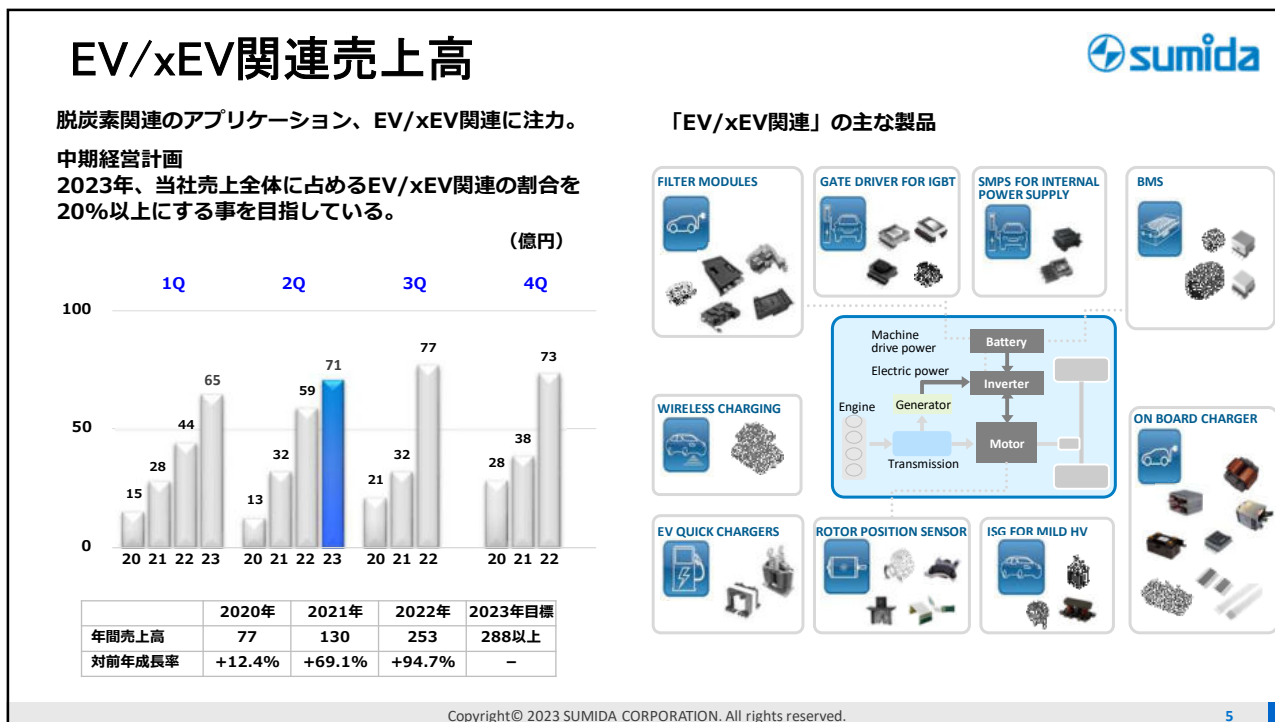 EV/xEV関連売上高
sumida
脱炭素関連のアプリケーション、EV/xEV関連に注力。
中期経営計画
2023年、当社売上全体に占めるEV/xEV関連の割合を
20%以上にする事を目指している。
（億円）
1Q 2Q 3Q 4Q
100
50
0
15 28 44 65
13 32 59 71
21 32 77
28 38 73
20 21 22 23 20 21 22 23 20 21 22 20 21 22
2020年 2021年 2022年 2023年目標
年間売上高 77 130 253 288以上
対前年成長率 +12.4% +69.1% +94.7% –
「EV/xEV関連」の主な製品
FILTER MODULES
GATE DRIVER FOR IGBT
SMPS FOR INTERNAL
POWER SUPPLY
BMS
Machine
drive power
Battery
Electric power
Inverter
Engine
Generator
Motor
Transmission
WIRELESS CHARGING
ON BOARD CHARGER
EV QUICK CHARGERS
ROTOR POSITION SENSOR
ISG FOR MILD HV
Copyright© 2023 SUMIDA CORPORATION. All rights reserved.
5